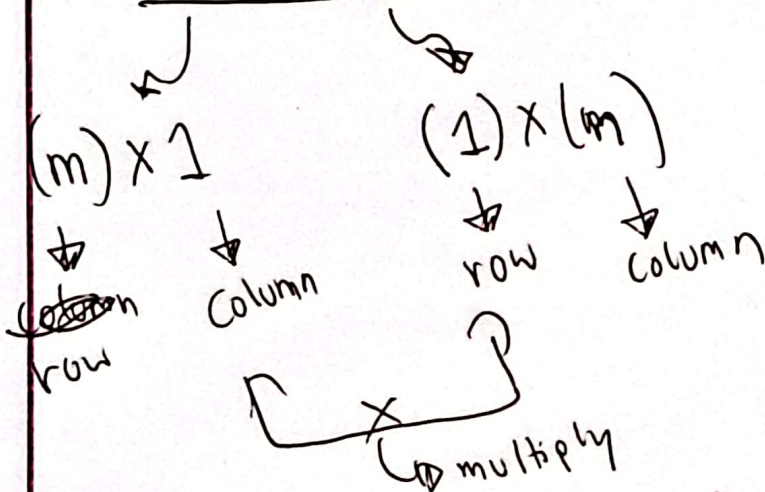 (m) x 1 (1) x (m)
column row column
row
x
multiply